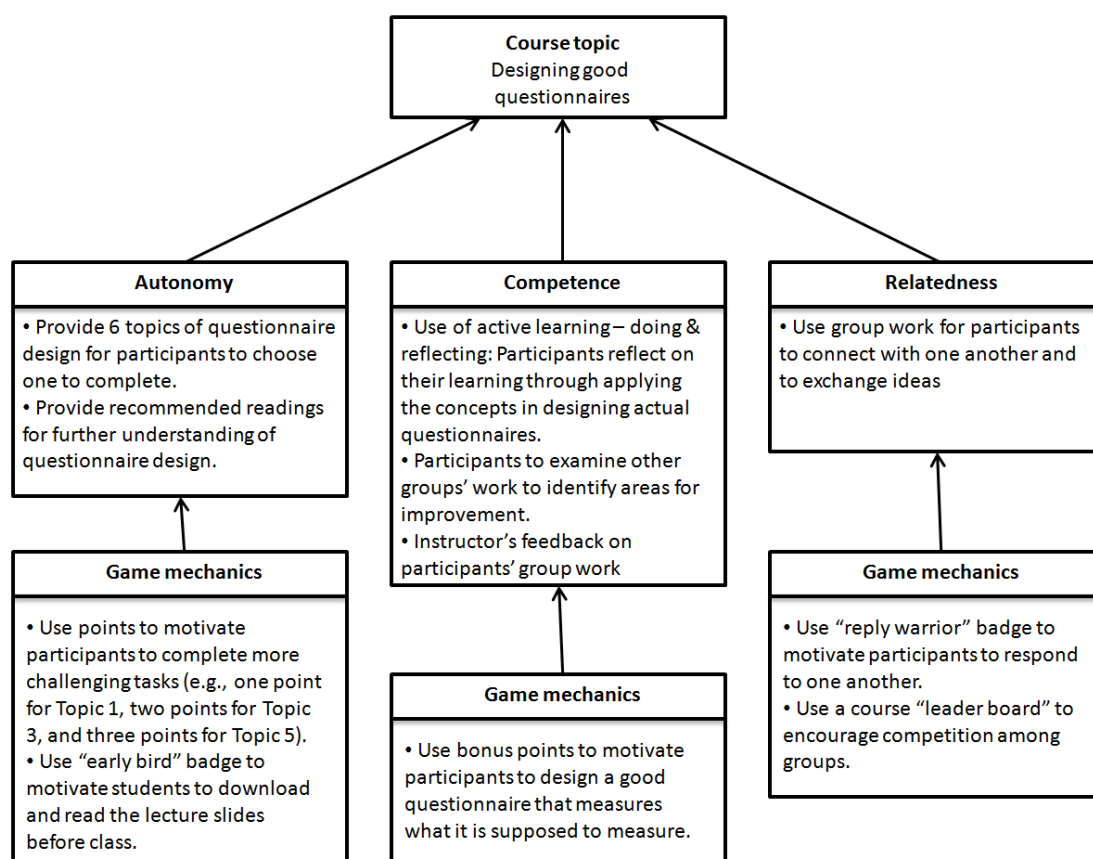 Course topic
Designing good
questionnaires
Autonomy
• Provide 6 topics of questionnaire
design for participants to choose
one to complete.
• Provide recommended readings
for further understanding of
questionnaire design.
Competence
• Use of active learning – doing &
reflecting: Participants reflect on
their learning through applying
the concepts in designing actual
questionnaires.
• Participants to examine other
groups’ work to identify areas for
improvement.
• Instructor’s feedback on
participants’ group work
Relatedness
• Use group work for participants
to connect with one another and
to exchange ideas
Game mechanics
• Use points to motivate
participants to complete more
challenging tasks (e.g., one point
for Topic 1, two points for Topic
3, and three points for Topic 5).
• Use “early bird” badge to
motivate students to download
and read the lecture slides
before class.
Game mechanics
• Use bonus points to motivate
participants to design a good
questionnaire that measures
what it is supposed to measure.
Game mechanics
• Use “reply warrior” badge to
motivate participants to respond
to one another.
• Use a course “leader board” to
encourage competition among
groups.